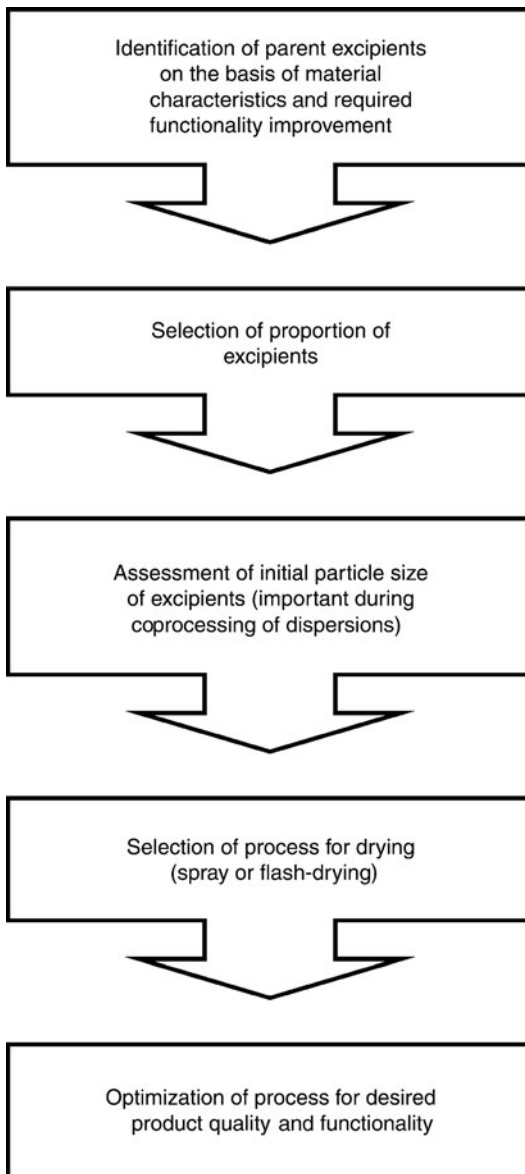 Identification of parent excipients
on the basis of material
characteristics and required
functionality improvement
Selection of proportion of
excipients
Assessment of initial particle size
of excipients (important during
coprocessing of dispersions)
Selection of process for drying
(spray or flash-drying)
Optimization of process for desired
product quality and functionality